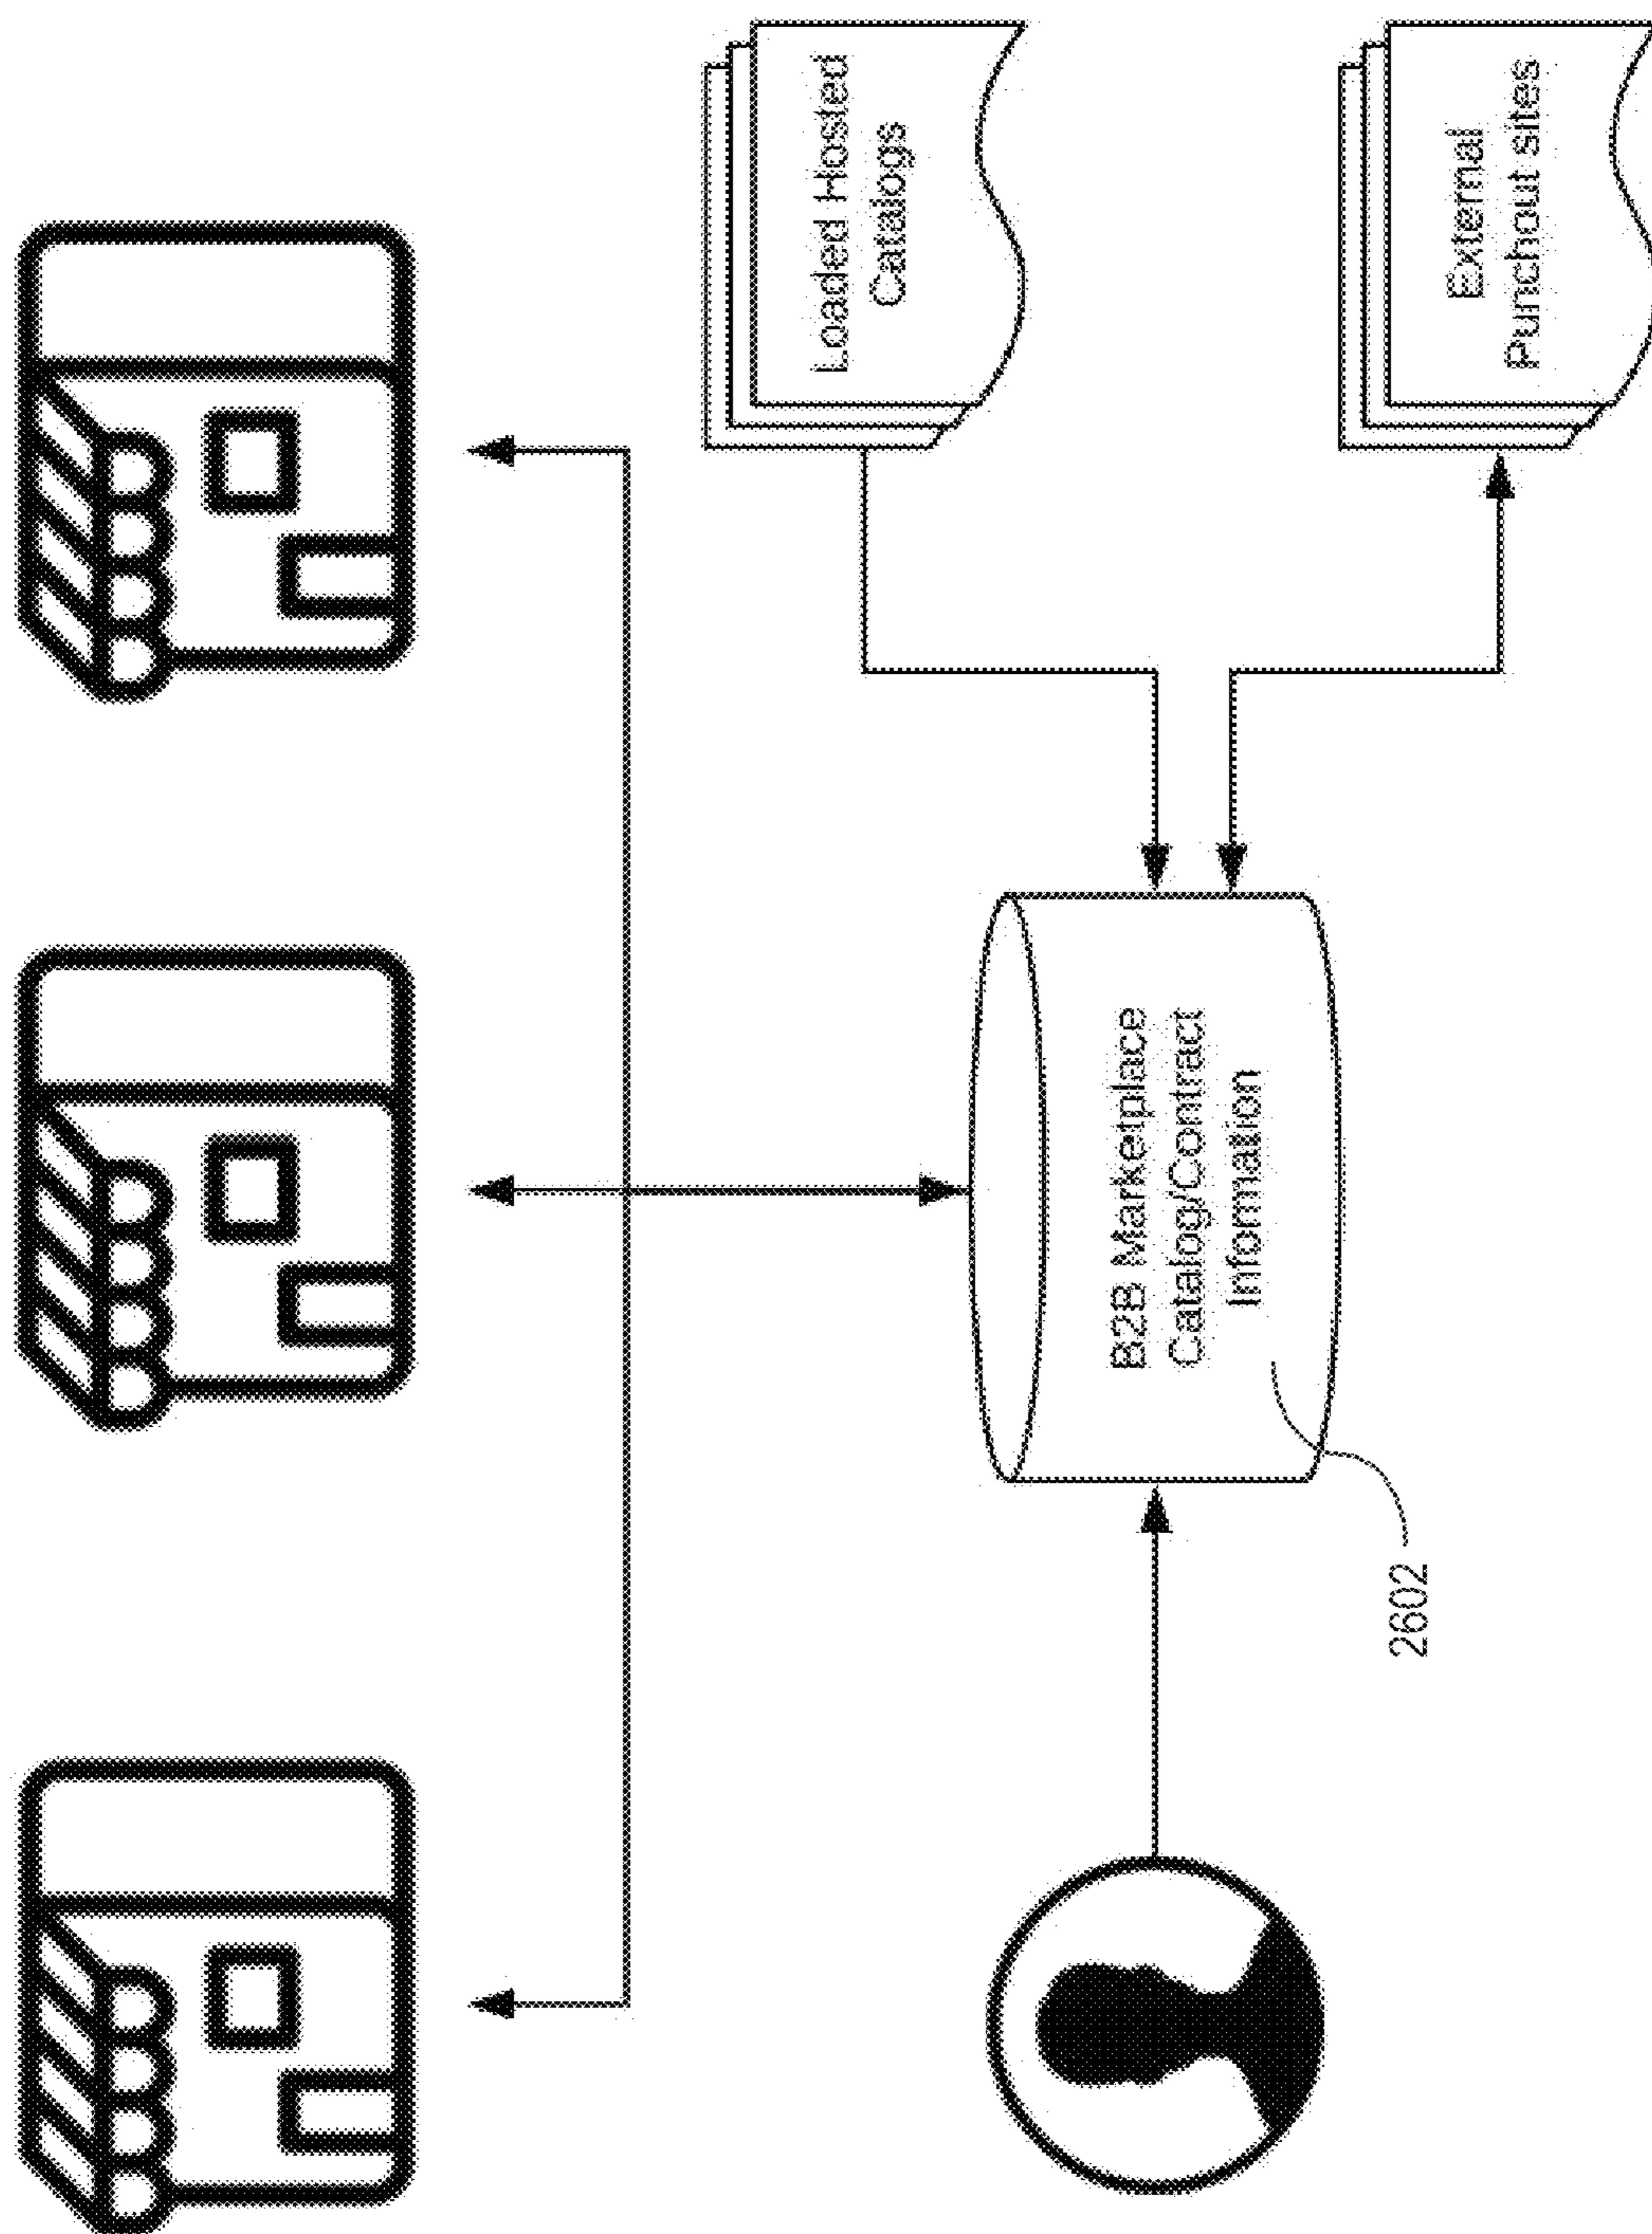 Loaded Hosted
Catalogs
B2B Marketplace
Catalog/Contract
Information
External
Punchout sites
2602